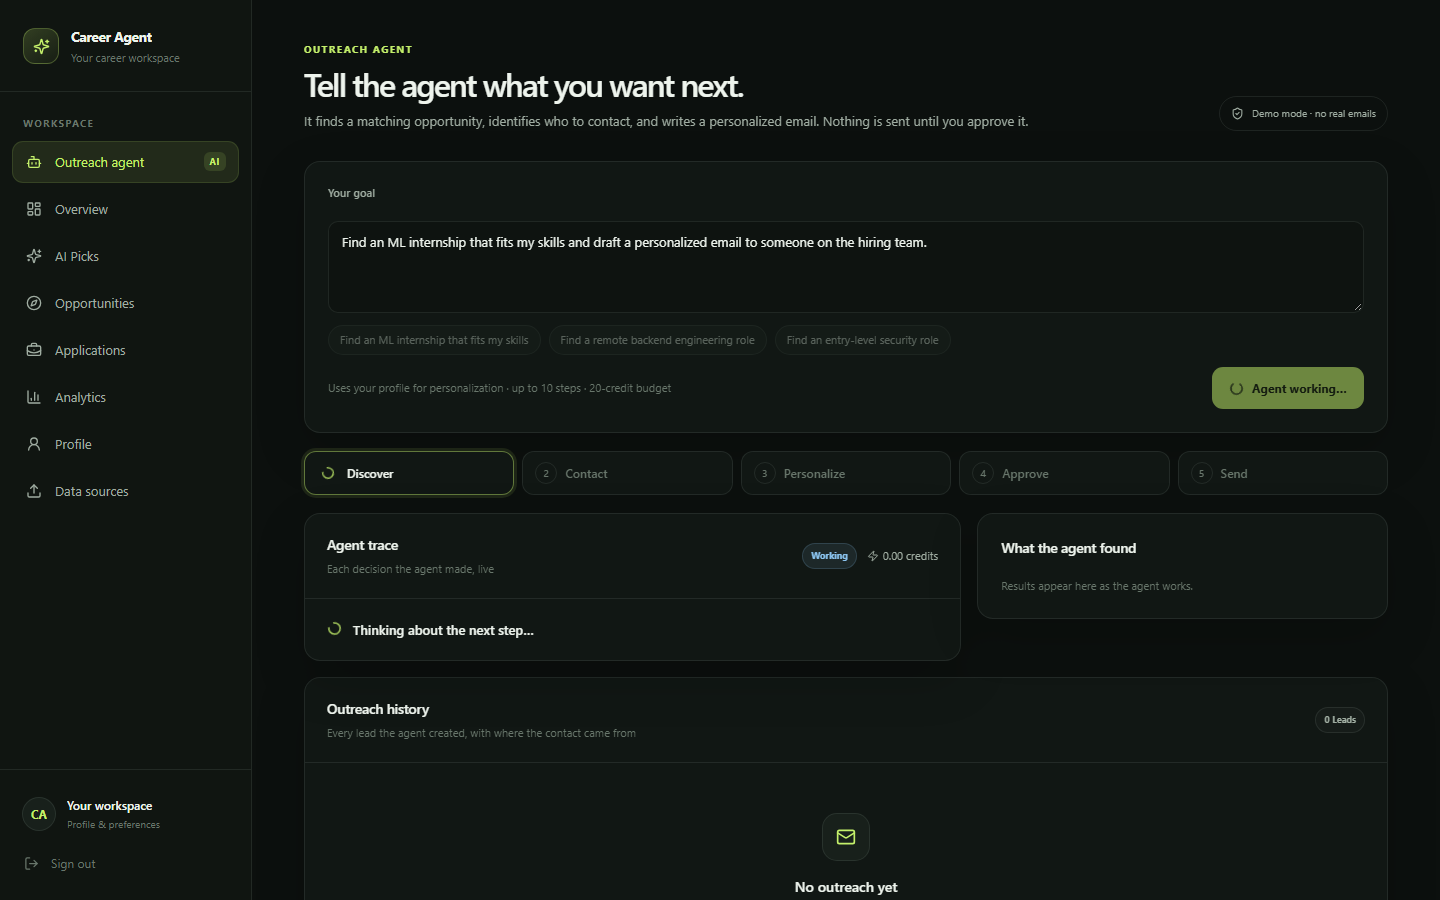 Career Agent
Your career workspace
WORKSPACE
Outreach agent AI
Overview
AI Picks
Opportunities
Applications
Analytics
Profile
Data sources
CA
Your workspace
Profile & preferences
Sign out
OUTREACH AGENT
Tell the agent what you want next.
It finds a matching opportunity, identifies who to contact, and writes a personalized email. Nothing is sent until you approve it.
Demo mode · no real emails
Your goal
Find an ML internship that fits my skills and draft a personalized email to someone on the hiring team.
Find an ML internship that fits my skills
Find a remote backend engineering role
Find an entry-level security role
Uses your profile for personalization · up to 10 steps · 20-credit budget
Agent working...
Discover
2 Contact
3 Personalize
4 Approve
5 Send
Agent trace
Each decision the agent made, live
Working
0.00 credits
Thinking about the next step...
What the agent found
Results appear here as the agent works.
Outreach history
Every lead the agent created, with where the contact came from
0 Leads
No outreach yet